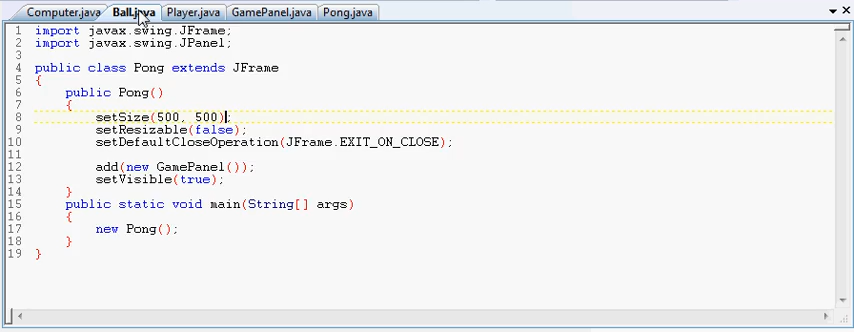 Computer.java Ball.java Player.java GamePanel.java Pong.java
1 import javax.swing.JFrame;
2 import javax.swing.JPanel;
3
4 public class Pong extends JFrame
5 {
6 public Pong()
7 {
8 setSize(500, 500);
9 setResizable(false);
10 setDefaultCloseOperation(JFrame.EXIT_ON_CLOSE);
11
12 add(new GamePanel());
13 setVisible(true);
14 }
15 public static void main(String[] args)
16 {
17 new Pong();
18 }
19 }